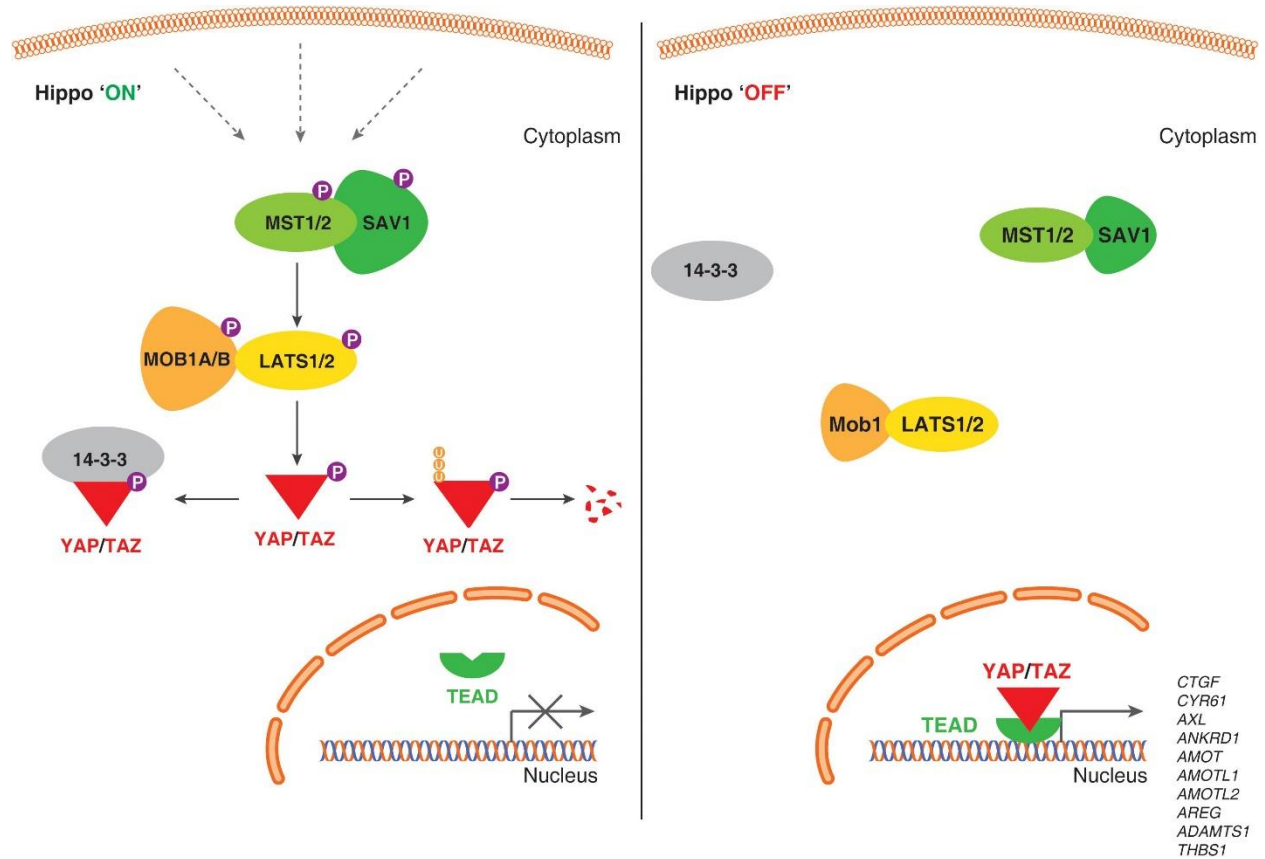 Hippo ‘ON’
Cytoplasm
P
P
MST1/2
SAV1
P
P
MOB1A/B
LATS1/2
14-3-3
P
P
U
U
U
P
YAP/TAZ
YAP/TAZ
YAP/TAZ
TEAD
Nucleus
Hippo ‘OFF’
Cytoplasm
MST1/2
SAV1
14-3-3
Mob1
LATS1/2
YAP/TAZ
TEAD
Nucleus
CTGF
CYR61
AXL
ANKRD1
AMOT
AMOTL1
AMOTL2
AREG
ADAMTS1
THBS1